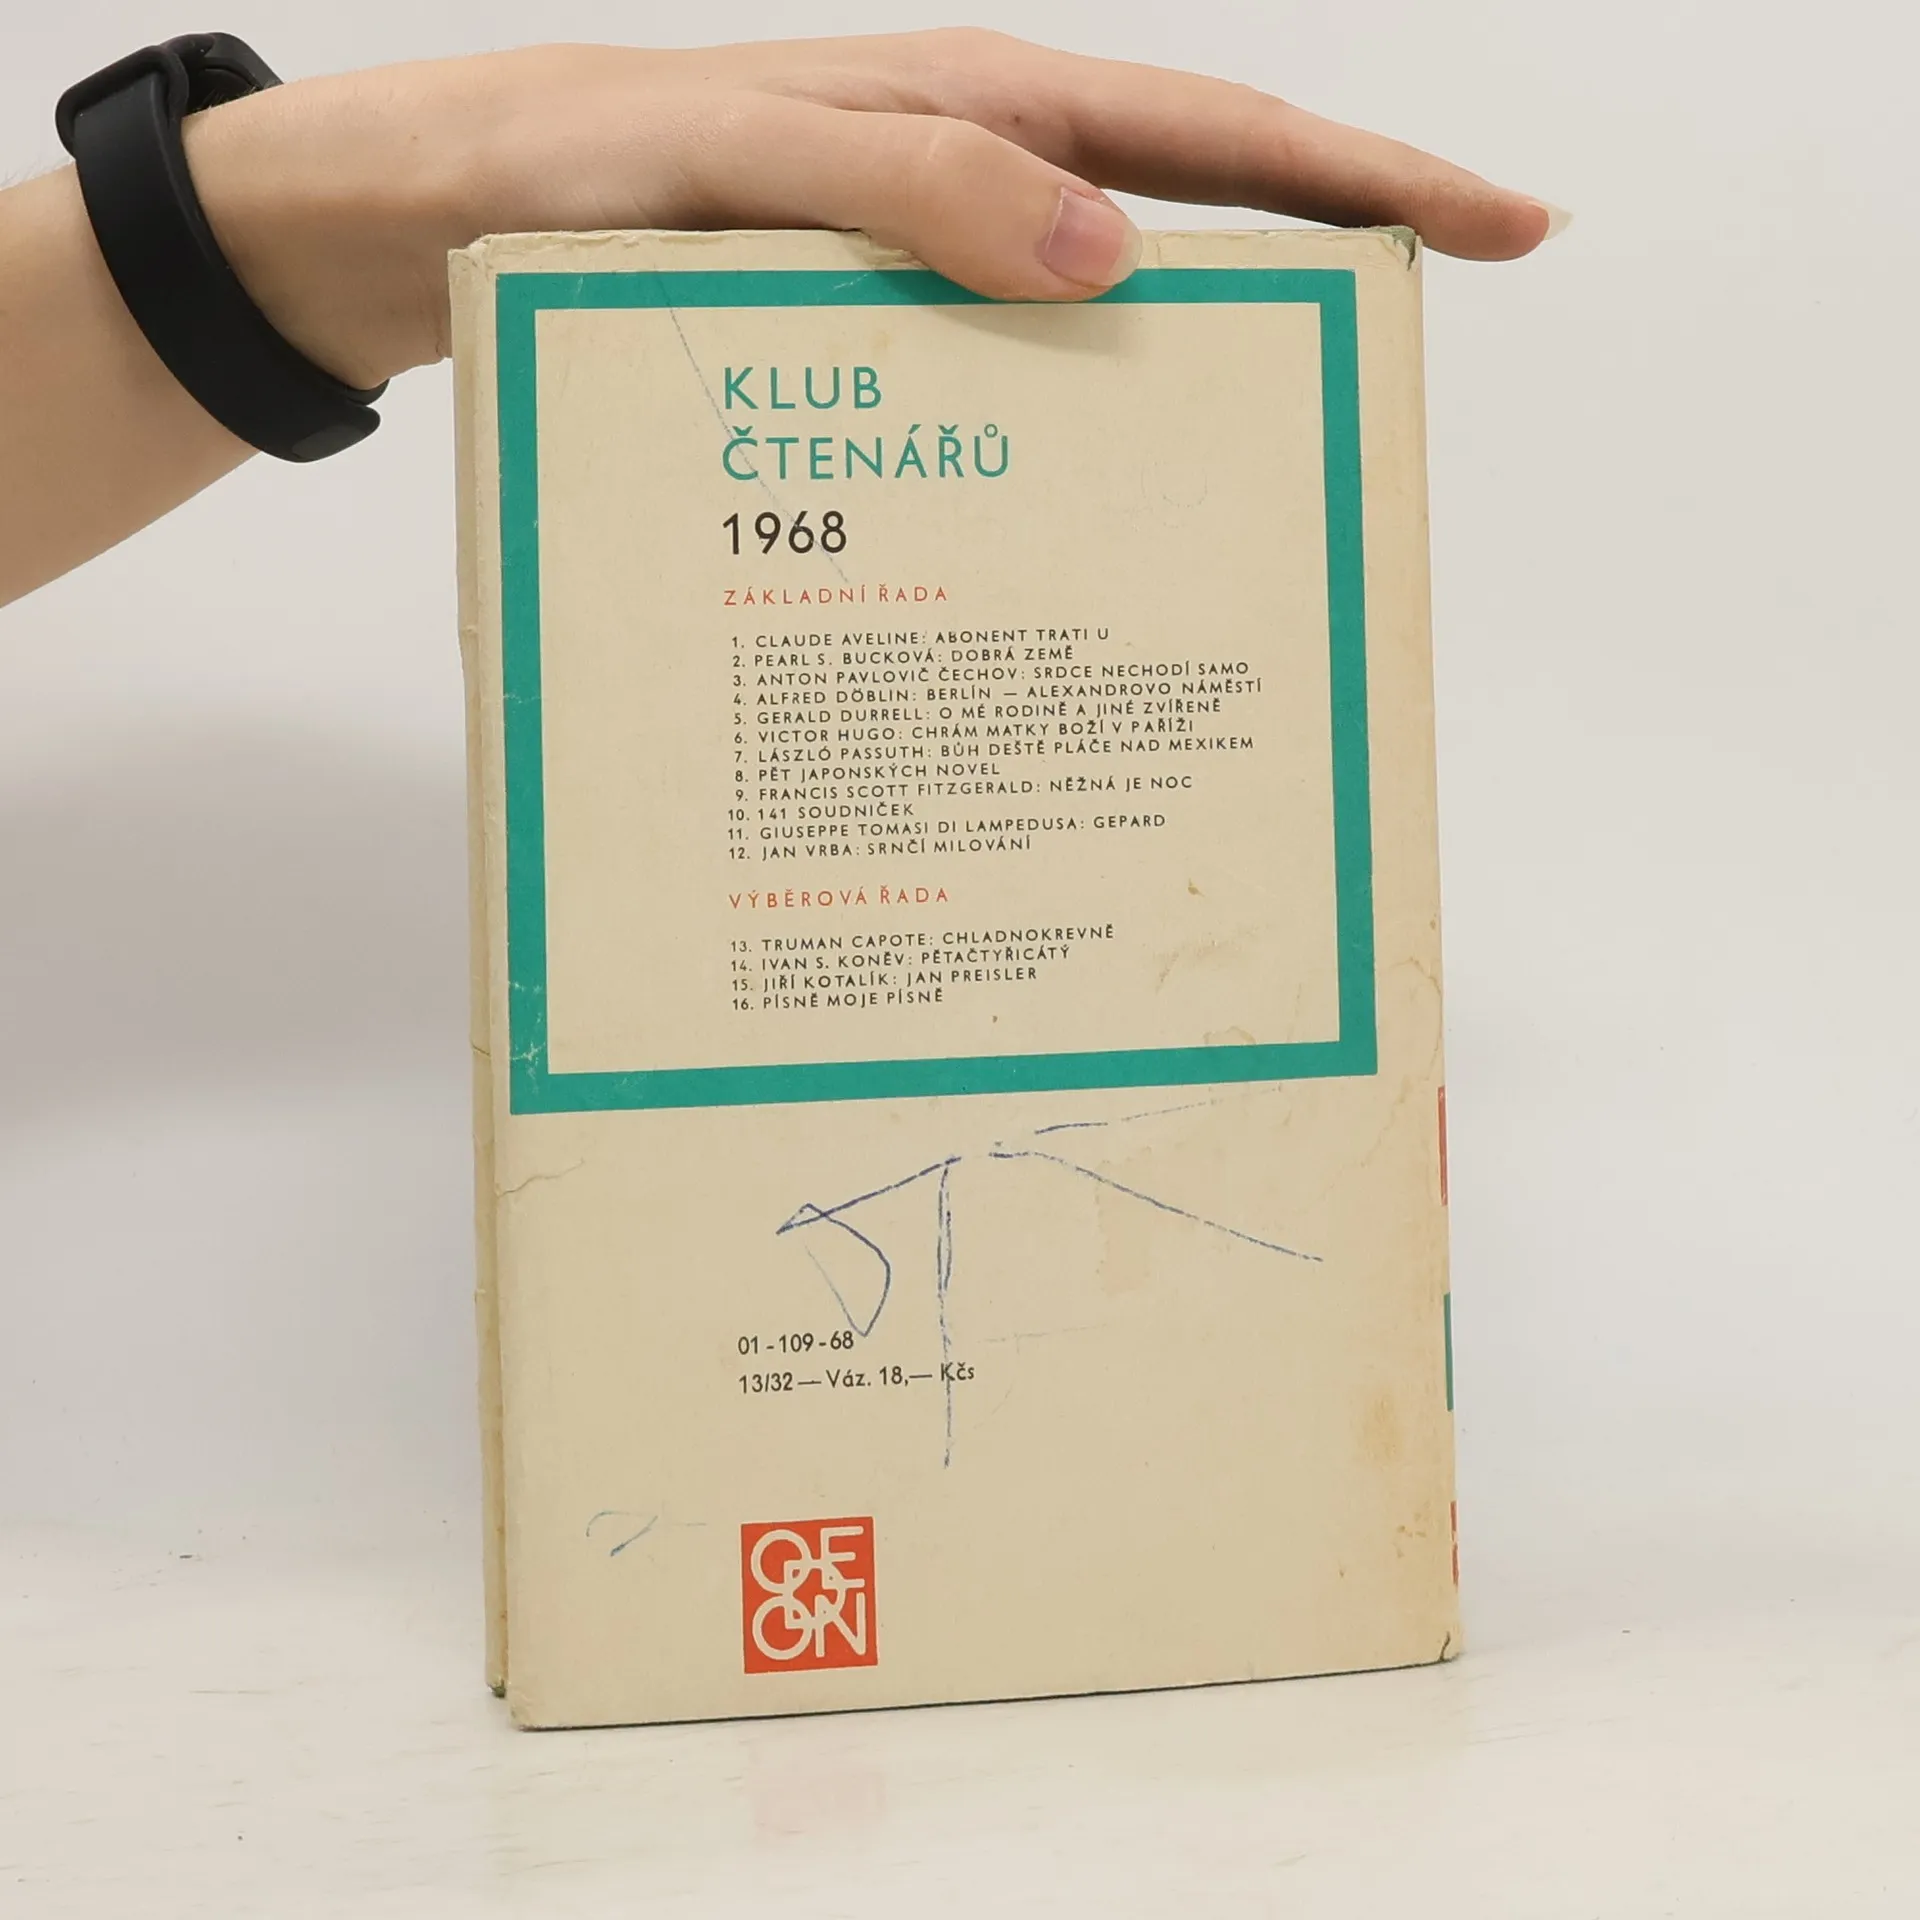 KLUB
ČTENÁŘŮ
1968
ZÁKLADNÍ ŘADA
1. CLAUDE AVELINE: ABONENT TRATI U
2. PEARL S. BUCKOVÁ: DOBRÁ ZEMĚ
3. ANTON PAVLOVIČ ČECHOV: SRDCE NECHODÍ SAMO
4. ALFRED DÖBLIN: BERLÍN — ALEXANDROVO NÁMĚSTÍ
5. GERALD DURRELL: O MÉ RODINĚ A JINÉ ZVÍŘENĚ
6. VICTOR HUGO: CHRÁM MATKY BOŽÍ V PAŘÍŽI
7. LÁSZLÓ PASSUTH: BŮH DEŠTĚ PLÁČE NAD MEXIKEM
8. PĚT JAPONSKÝCH NOVEL
9. FRANCIS SCOTT FITZGERALD: NĚŽNÁ JE NOC
10. 141 SOUDNIČEK
11. GIUSEPPE TOMASI DI LAMPEDUSA: GEPARD
12. JAN VRBA: SRNČÍ MILOVÁNÍ
VÝBĚROVÁ ŘADA
13. TRUMAN CAPOTE: CHLADNOKREVNĚ
14. IVAN S. KONĚV: PĚTAČTYŘICÁTÝ
15. JIŘÍ KOTALÍK: JAN PREISLER
16. PÍSNĚ MOJE PÍSNĚ
01-109-68
13/32 — Váz. 18,— Kčs
ODEON